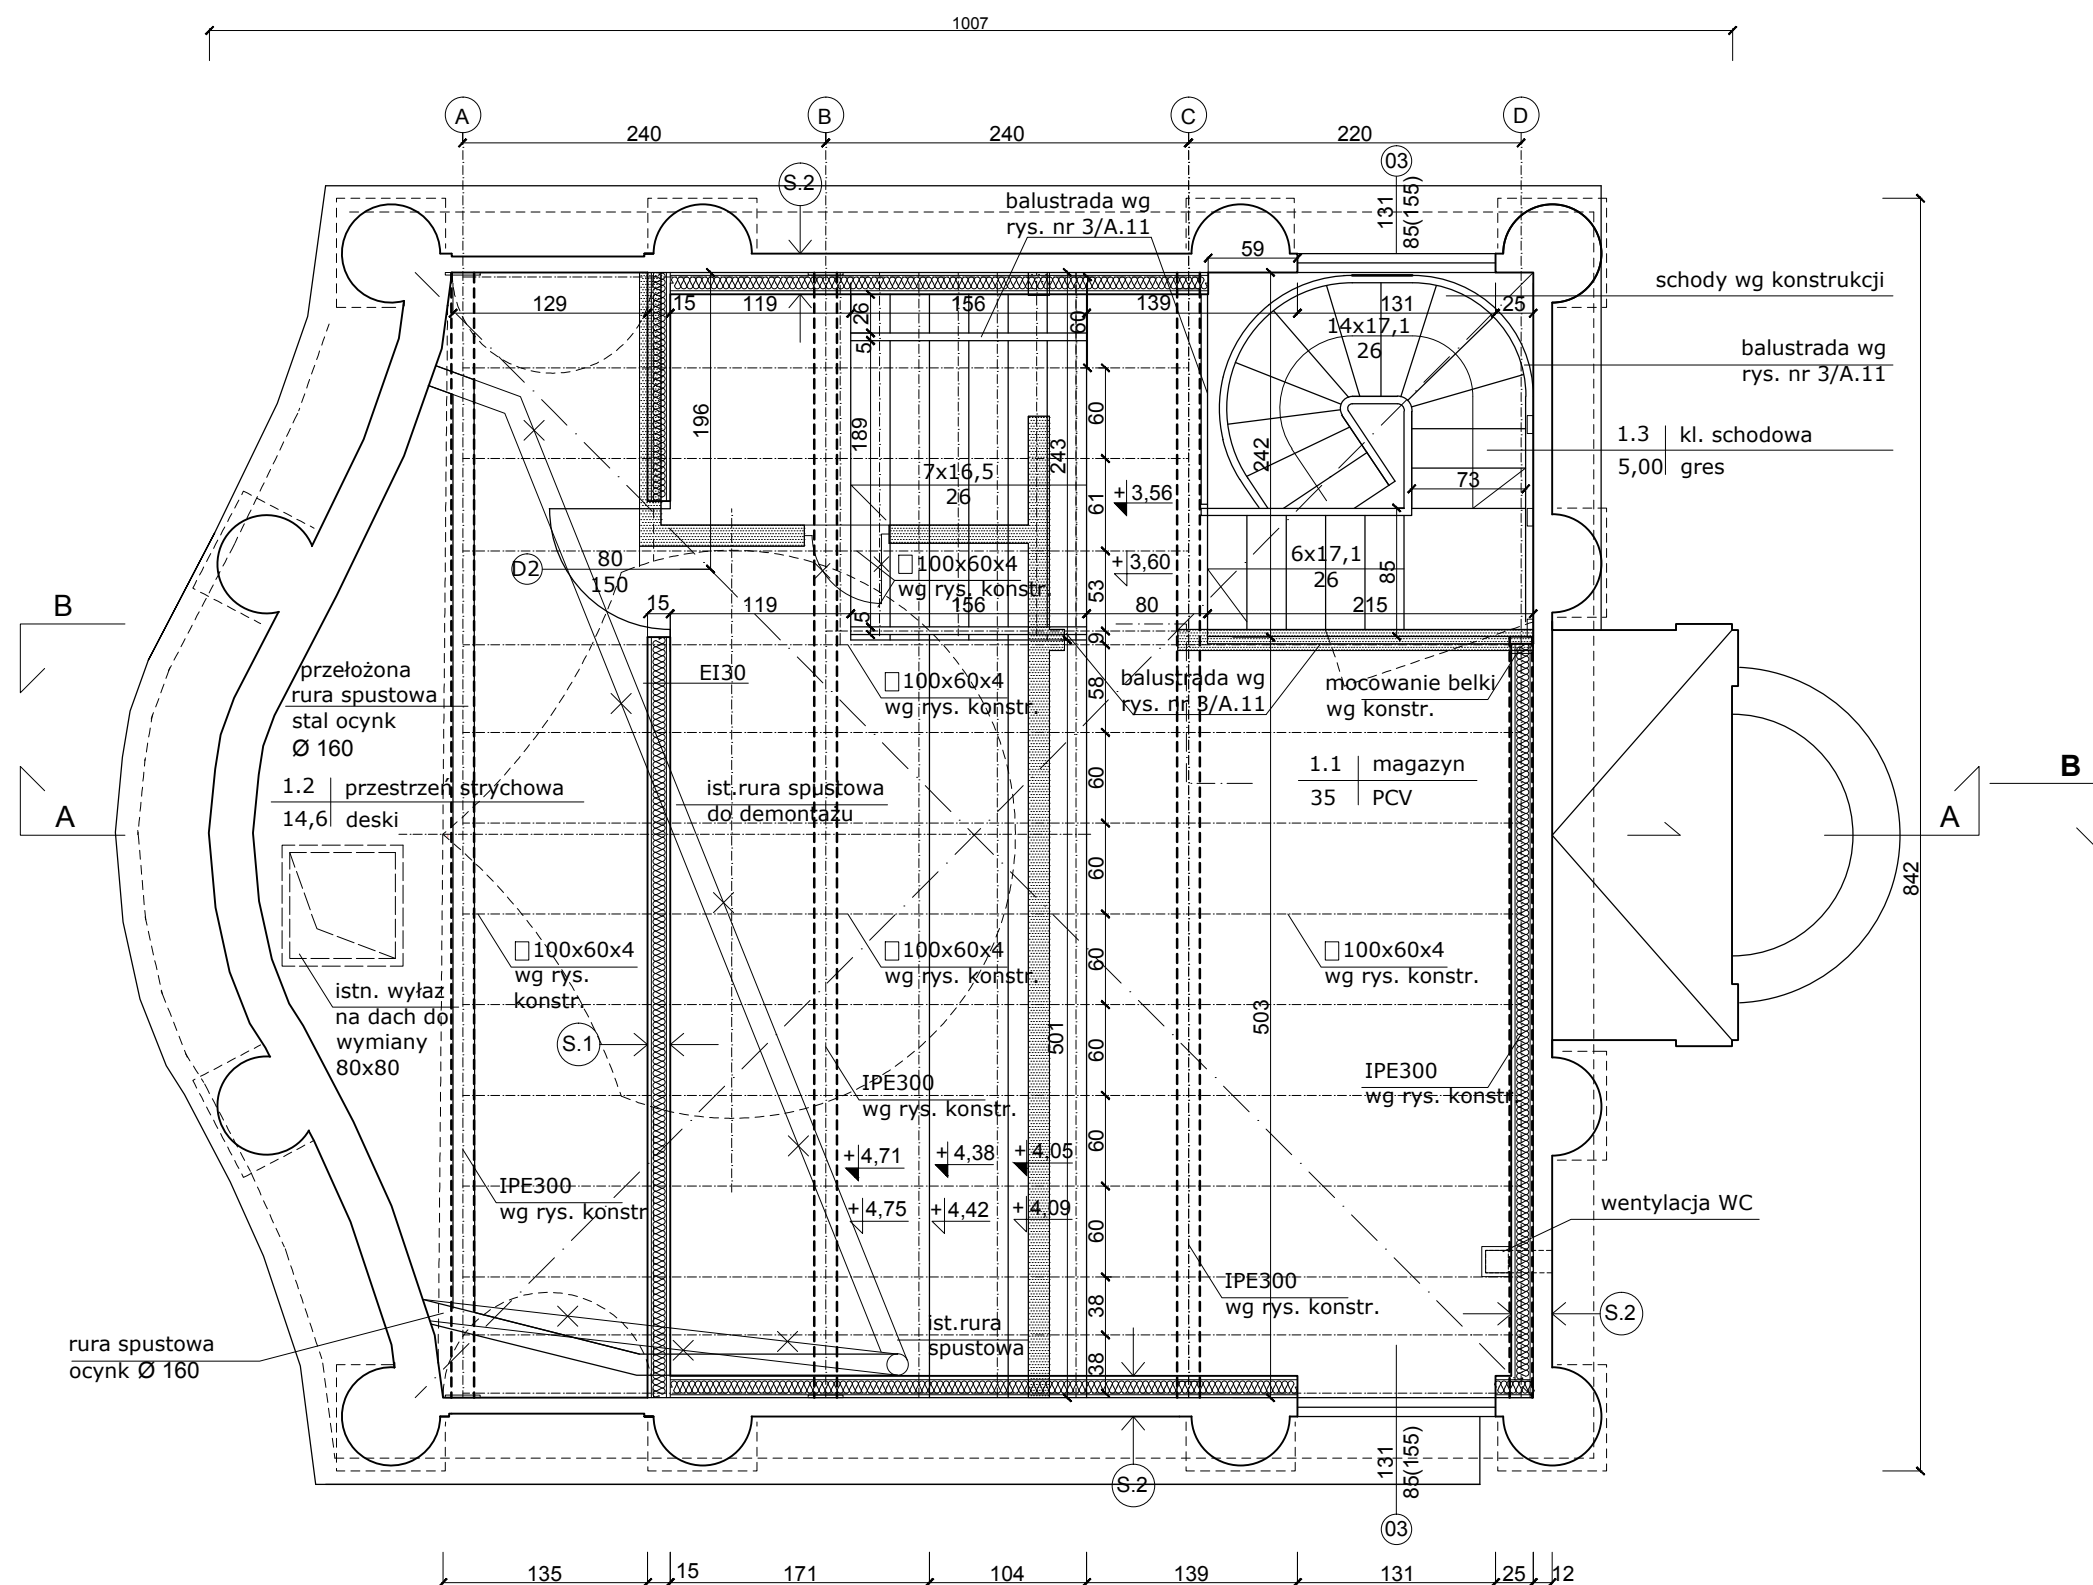 1007
A
B
C
D
240
240
220
03
S.2
131
85(155)
balustrada wg
rys. nr 3/A.11
59
schody wg konstrukcji
129
15
119
26
156
60
139
131
25
14x17,1
26
5
balustrada wg
rys. nr 3/A.11
196
189
60
243
242
1.3
kl. schodowa
5,00
gres
7x16,5
26
73
+3,56
61
D2
80
150
□100x60x4
wg rys. konstr.
+3,60
6x17,1
26
85
53
15
119
5
156
80
215
B
9
przełożona
rura spustowa
stal ocynk
Ø 160
EI30
□100x60x4
wg rys. konstr.
58
balustrada wg
rys. nr 3/A.11
mocowanie belki
wg konstr.
1.2
przestrzeń strychowa
14,6
deski
ist.rura spustowa
do demontażu
60
1.1
magazyn
35
PCV
B
A
A
60
842
□100x60x4
wg rys.
konstr.
□100x60x4
wg rys. konstr.
60
□100x60x4
wg rys. konstr.
istn. wyłaz
na dach do
wymiany
80x80
S.1
501
503
60
IPE300
wg rys. konstr.
IPE300
wg rys. konstr.
60
+4,71
+4,38
+4,05
IPE300
wg rys. konstr
+4,75
+4,42
+4,09
60
wentylacja WC
IPE300
wg rys. konstr.
38
S.2
ist.rura
spustowa
rura spustowa
ocynk Ø 160
38
131
85(155)
S.2
03
135
15
171
104
139
131
25
12